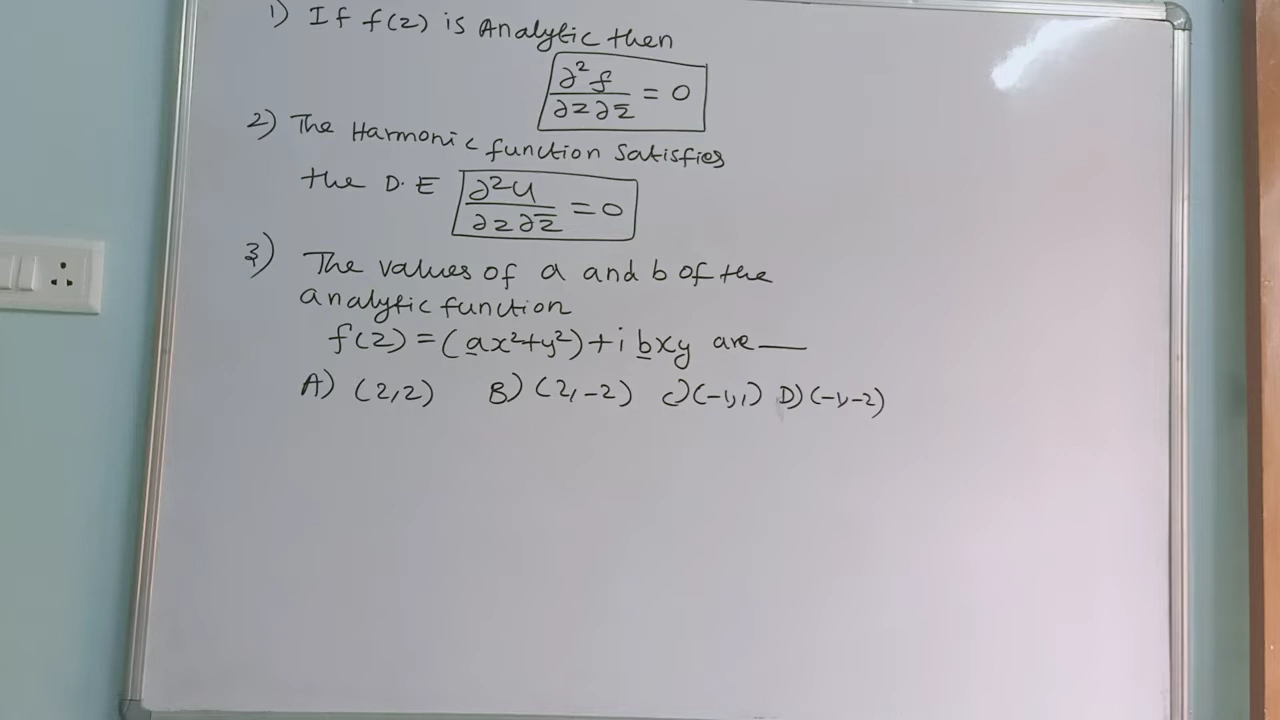 1) If f(z) is Analytic then
∂²f/∂z∂z̄ = 0
2) The Harmonic function Satisfies
the D.E ∂²u/∂z∂z̄ = 0
3) The values of a and b of the
analytic function
f(z) = (ax²+y²) + i bxy are —
A) (2,2) B) (2,-2) C) (-1,1) D) (-1,-2)